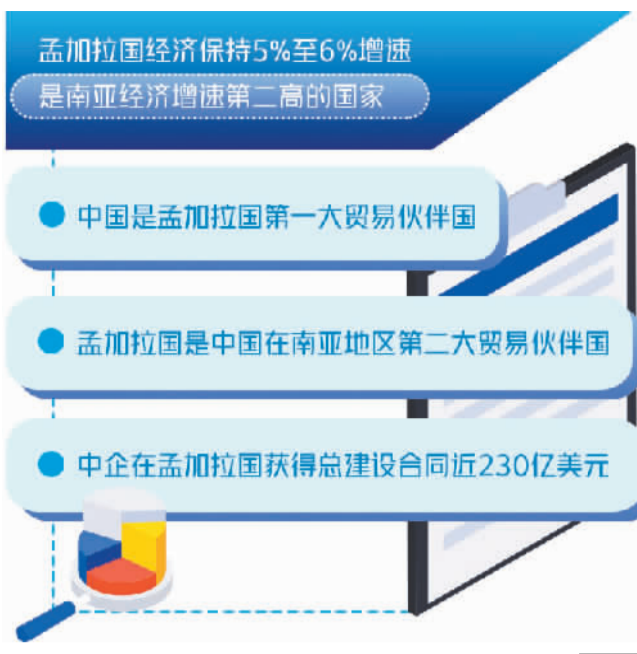 孟加拉国经济保持5%至6%增速
是南亚经济增速第二高的国家
中国是孟加拉国第一大贸易伙伴国
孟加拉国是中国在南亚地区第二大贸易伙伴国
中企在孟加拉国获得总建设合同近230亿美元